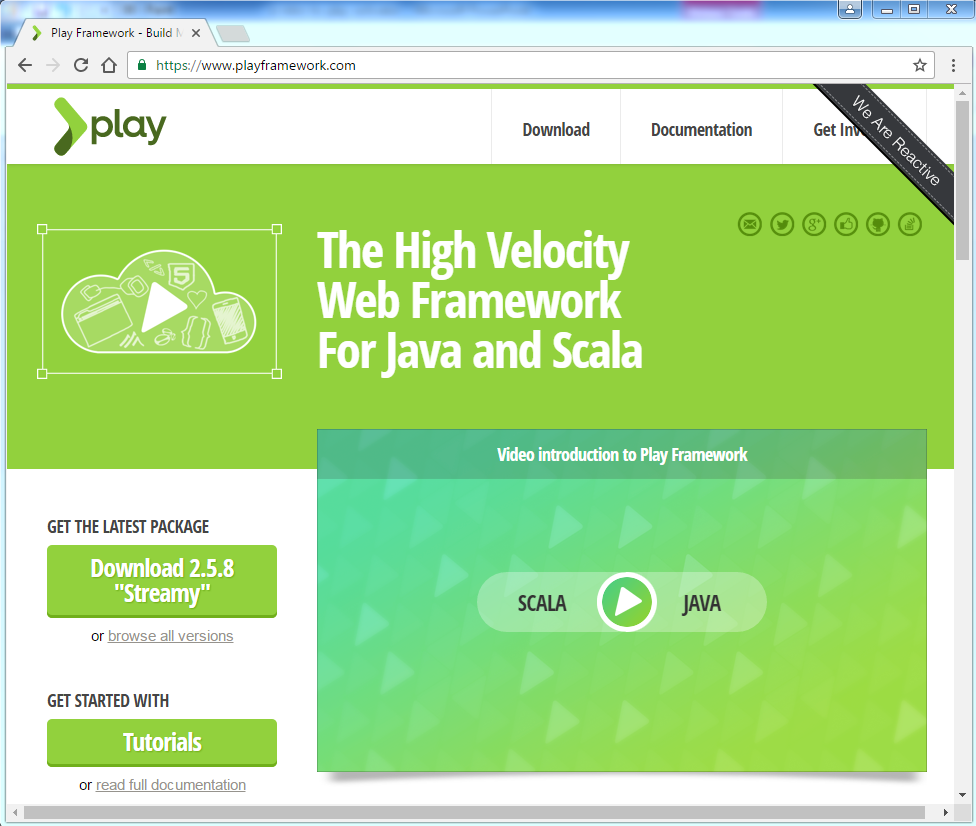 Play Framework - Build M
https://www.playframework.com
We Are Reactive
play
Download
Documentation
Get Inv
The High Velocity
Web Framework
For Java and Scala
Video introduction to Play Framework
SCALA
JAVA
GET THE LATEST PACKAGE
Download 2.5.8
"Streamy"
or browse all versions
GET STARTED WITH
Tutorials
or read full documentation